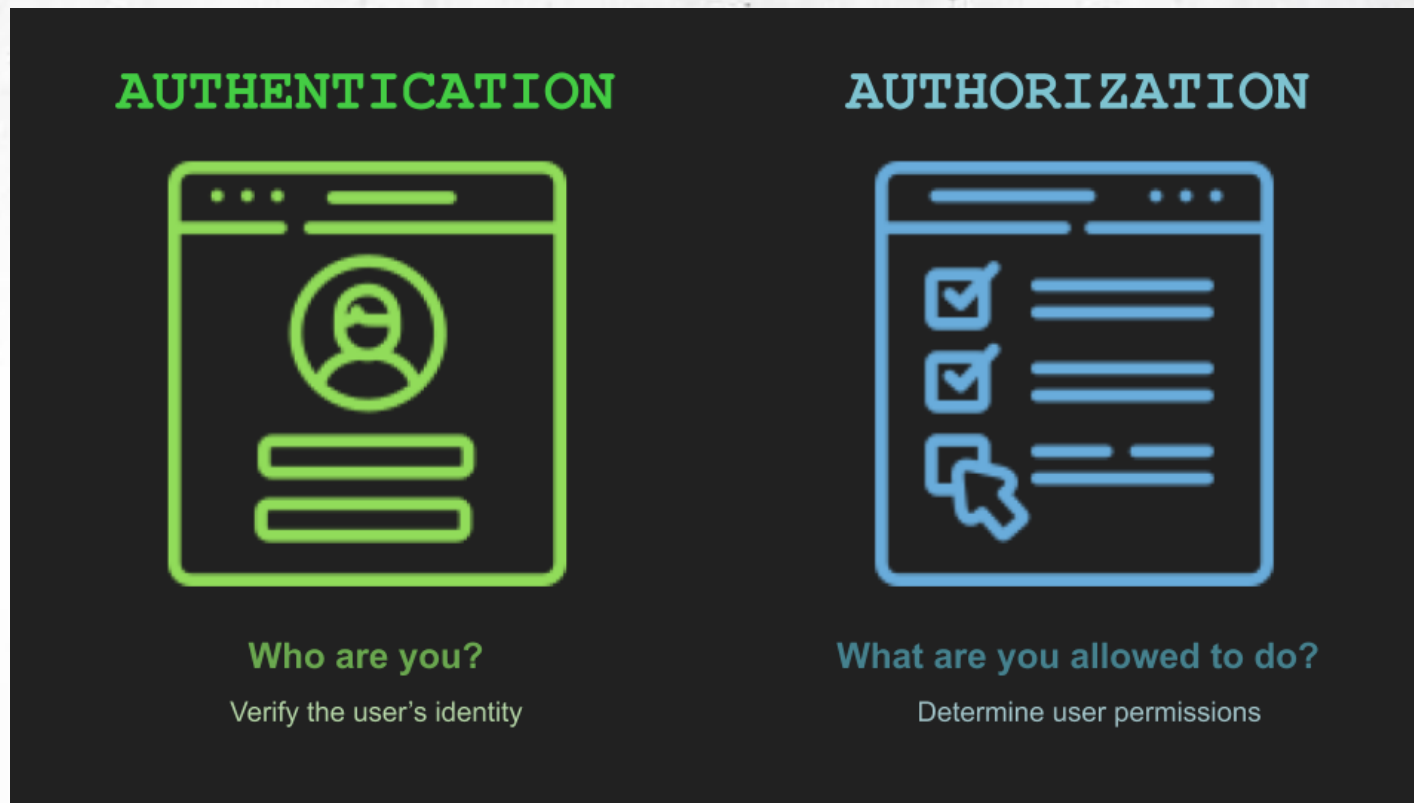 AUTHENTICATION
Who are you?
Verify the user’s identity
AUTHORIZATION
What are you allowed to do?
Determine user permissions